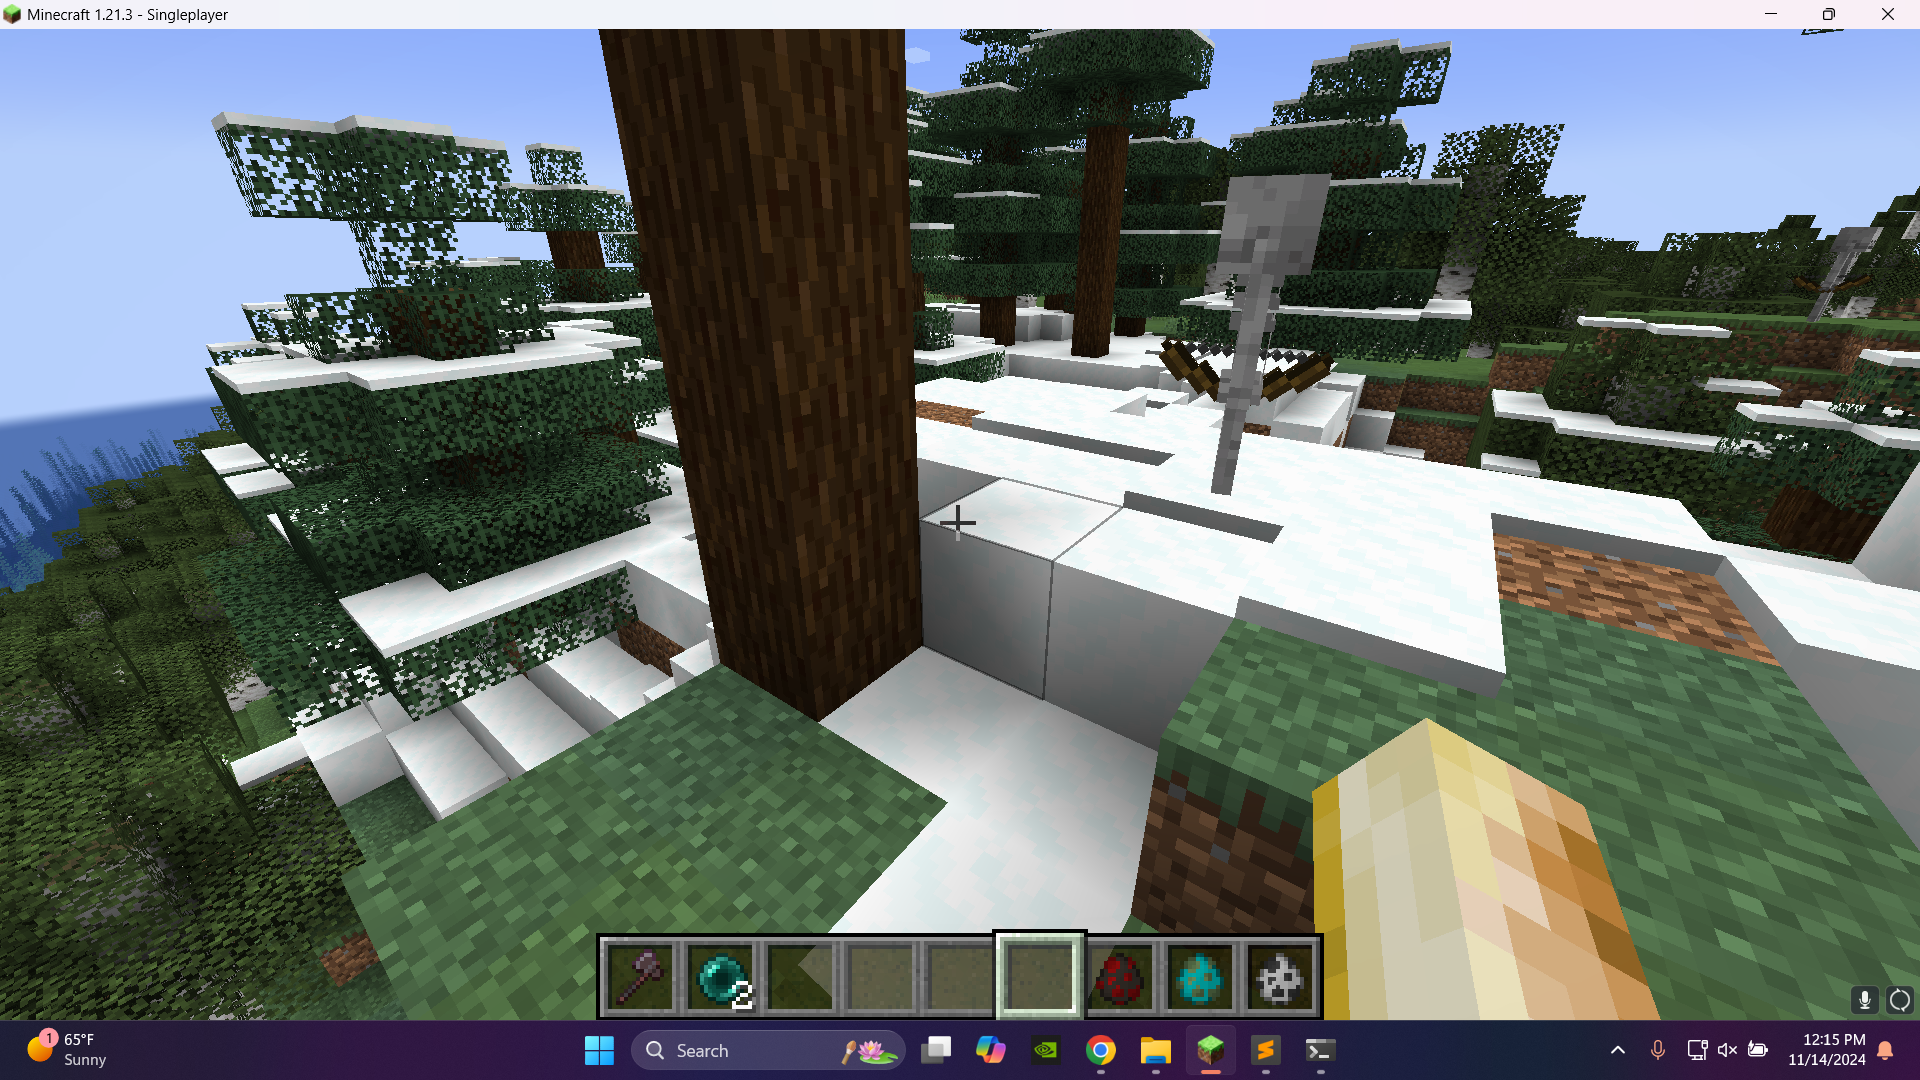 Minecraft 1.21.3 - Singleplayer
2
1
65°F
Sunny
Search
12:15 PM
11/14/2024